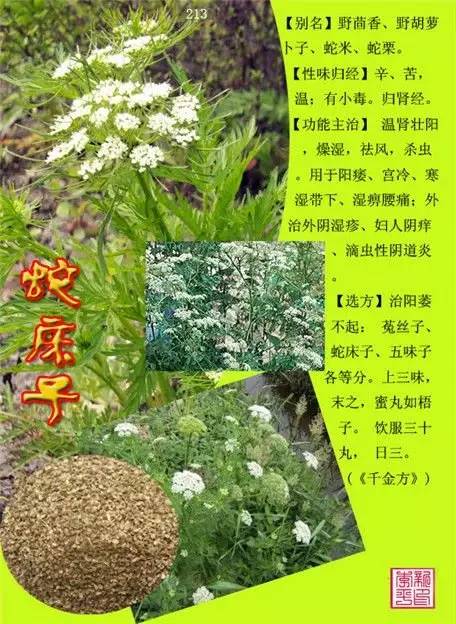 213
【别名】野茴香、野胡萝
卜子、蛇米、蛇栗。
【性味归经】辛、苦，
温；有小毒。归肾经。
【功能主治】 温肾壮阳
，燥湿，祛风，杀虫
。用于阳痿、宫冷、寒
湿带下、湿痹腰痛；外
治外阴湿疹、妇人阴痒
、滴虫性阴道炎
。
【选方】治阳萎
不起： 菟丝子、
蛇床子、五味子
各等分。上三味，
末之，蜜丸如梧
子。 饮服三十
丸， 日三。
(《千金方》)
蛇床子